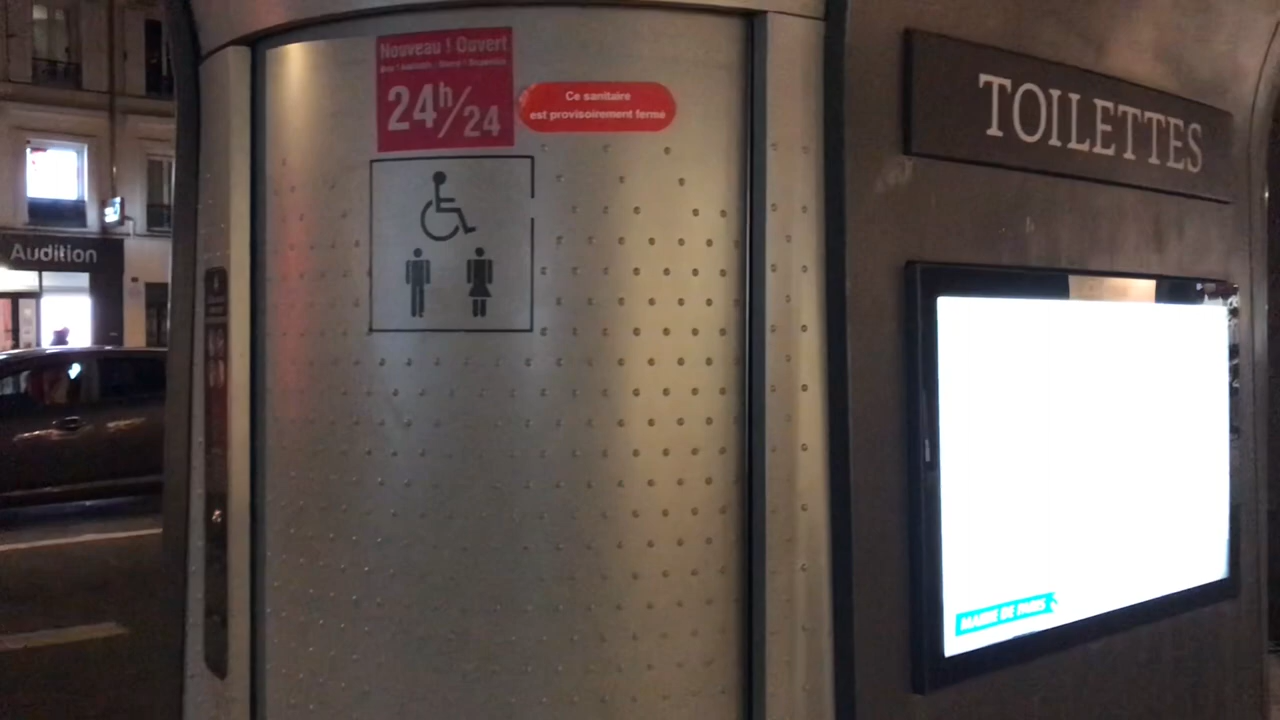 Nouveau ! Ouvert
24h/24
Ce sanitaire
est provisoirement fermé
TOILETTES
Audition
MAIRIE DE PARIS